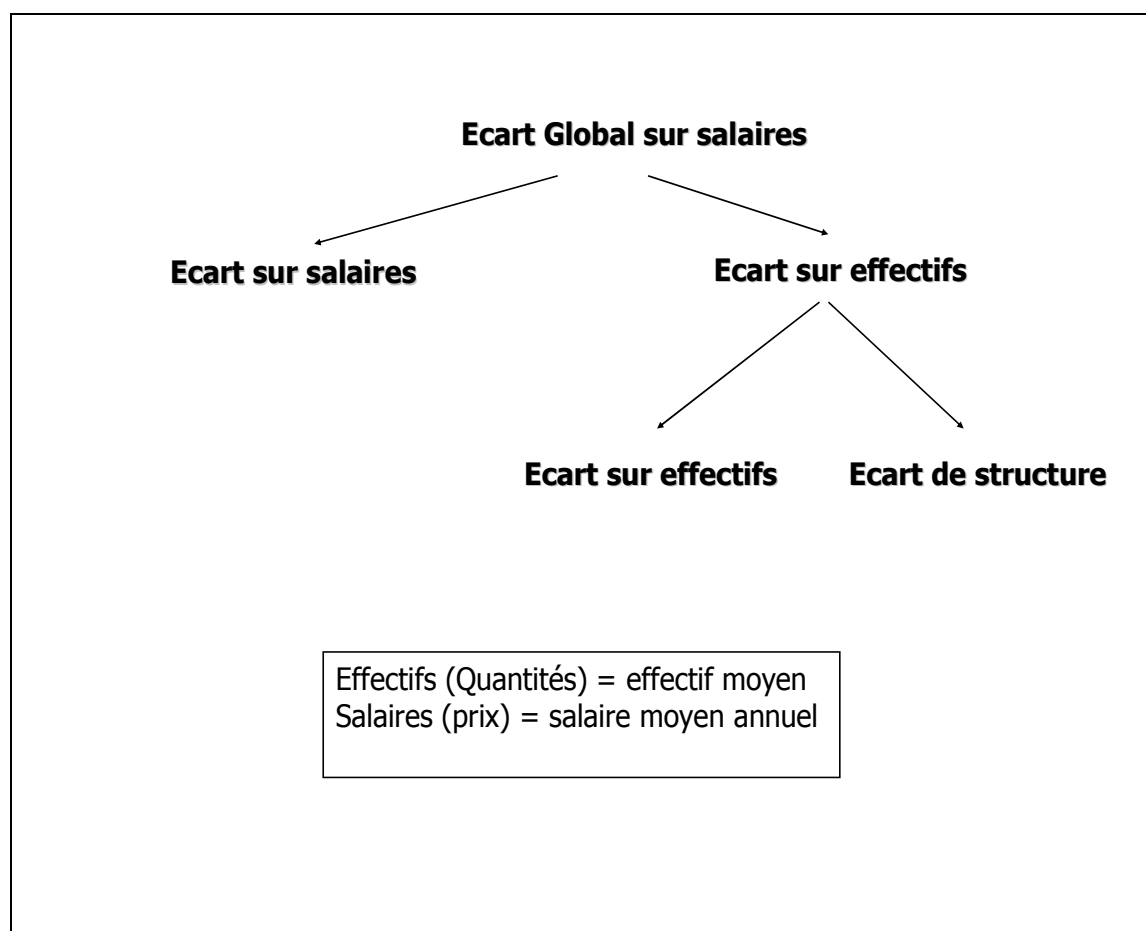 Ecart Global sur salaires
Ecart sur salaires
Ecart sur effectifs
Ecart sur effectifs
Ecart de structure
Effectifs (Quantités) = effectif moyen
Salaires (prix) = salaire moyen annuel